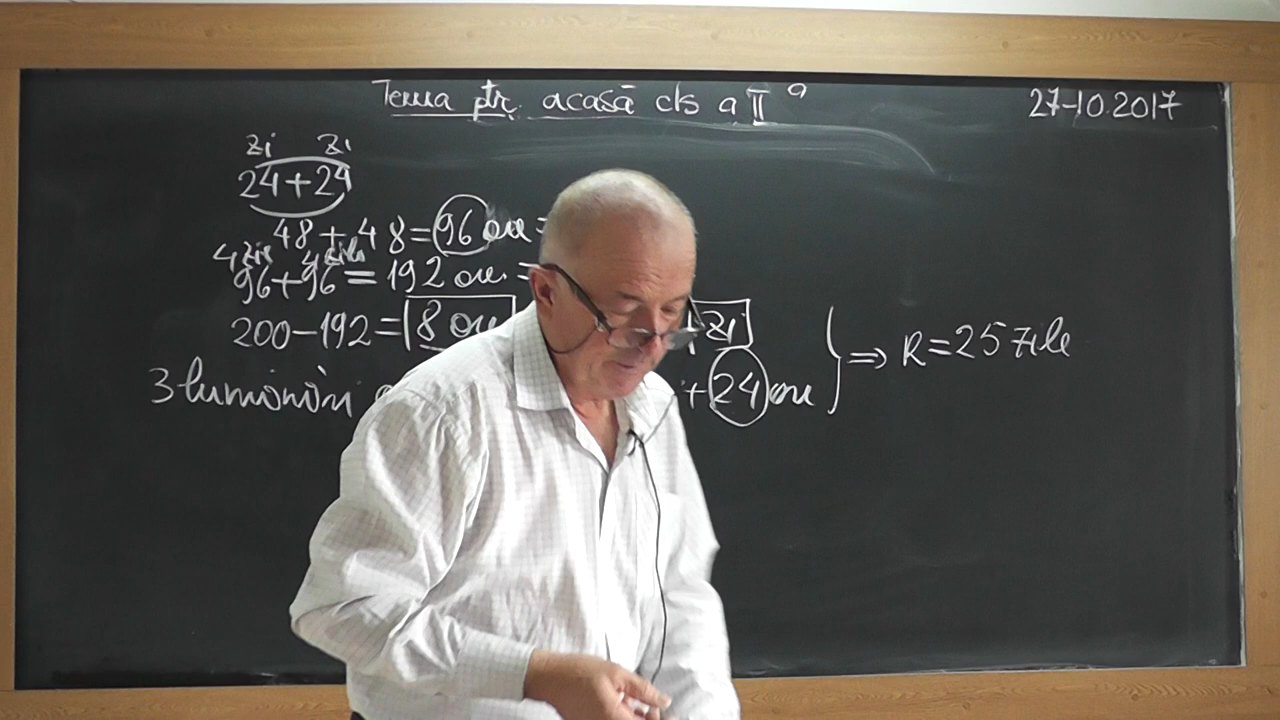 Tema ptr. acasă cls a II a
27-10.2017
zi zi
24+24
48+48=96 ore =
4 zile 4 zile
96+96=192 ore =
200-192=8 ore zi
3 lumânări +24 ore
} ⇒ R=25 zile